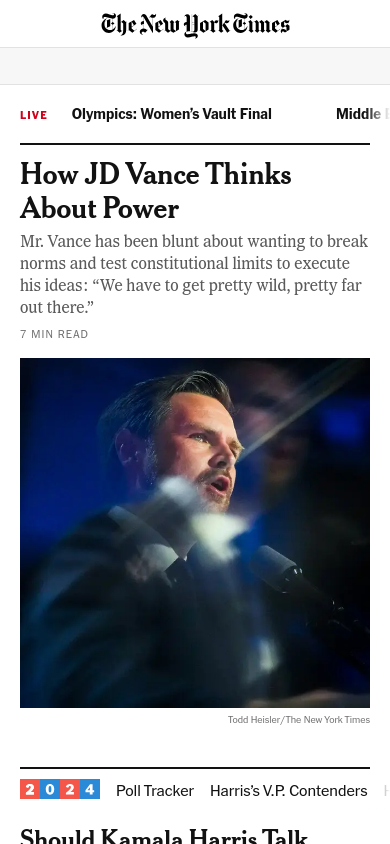 The New York Times
LIVE Olympics: Women’s Vault Final Middle
How JD Vance Thinks
About Power
Mr. Vance has been blunt about wanting to break
norms and test constitutional limits to execute
his ideas: “We have to get pretty wild, pretty far
out there.”
7 MIN READ
Todd Heisler/The New York Times
2024 Poll Tracker Harris’s V.P. Contenders
Should Kamala Harris Talk